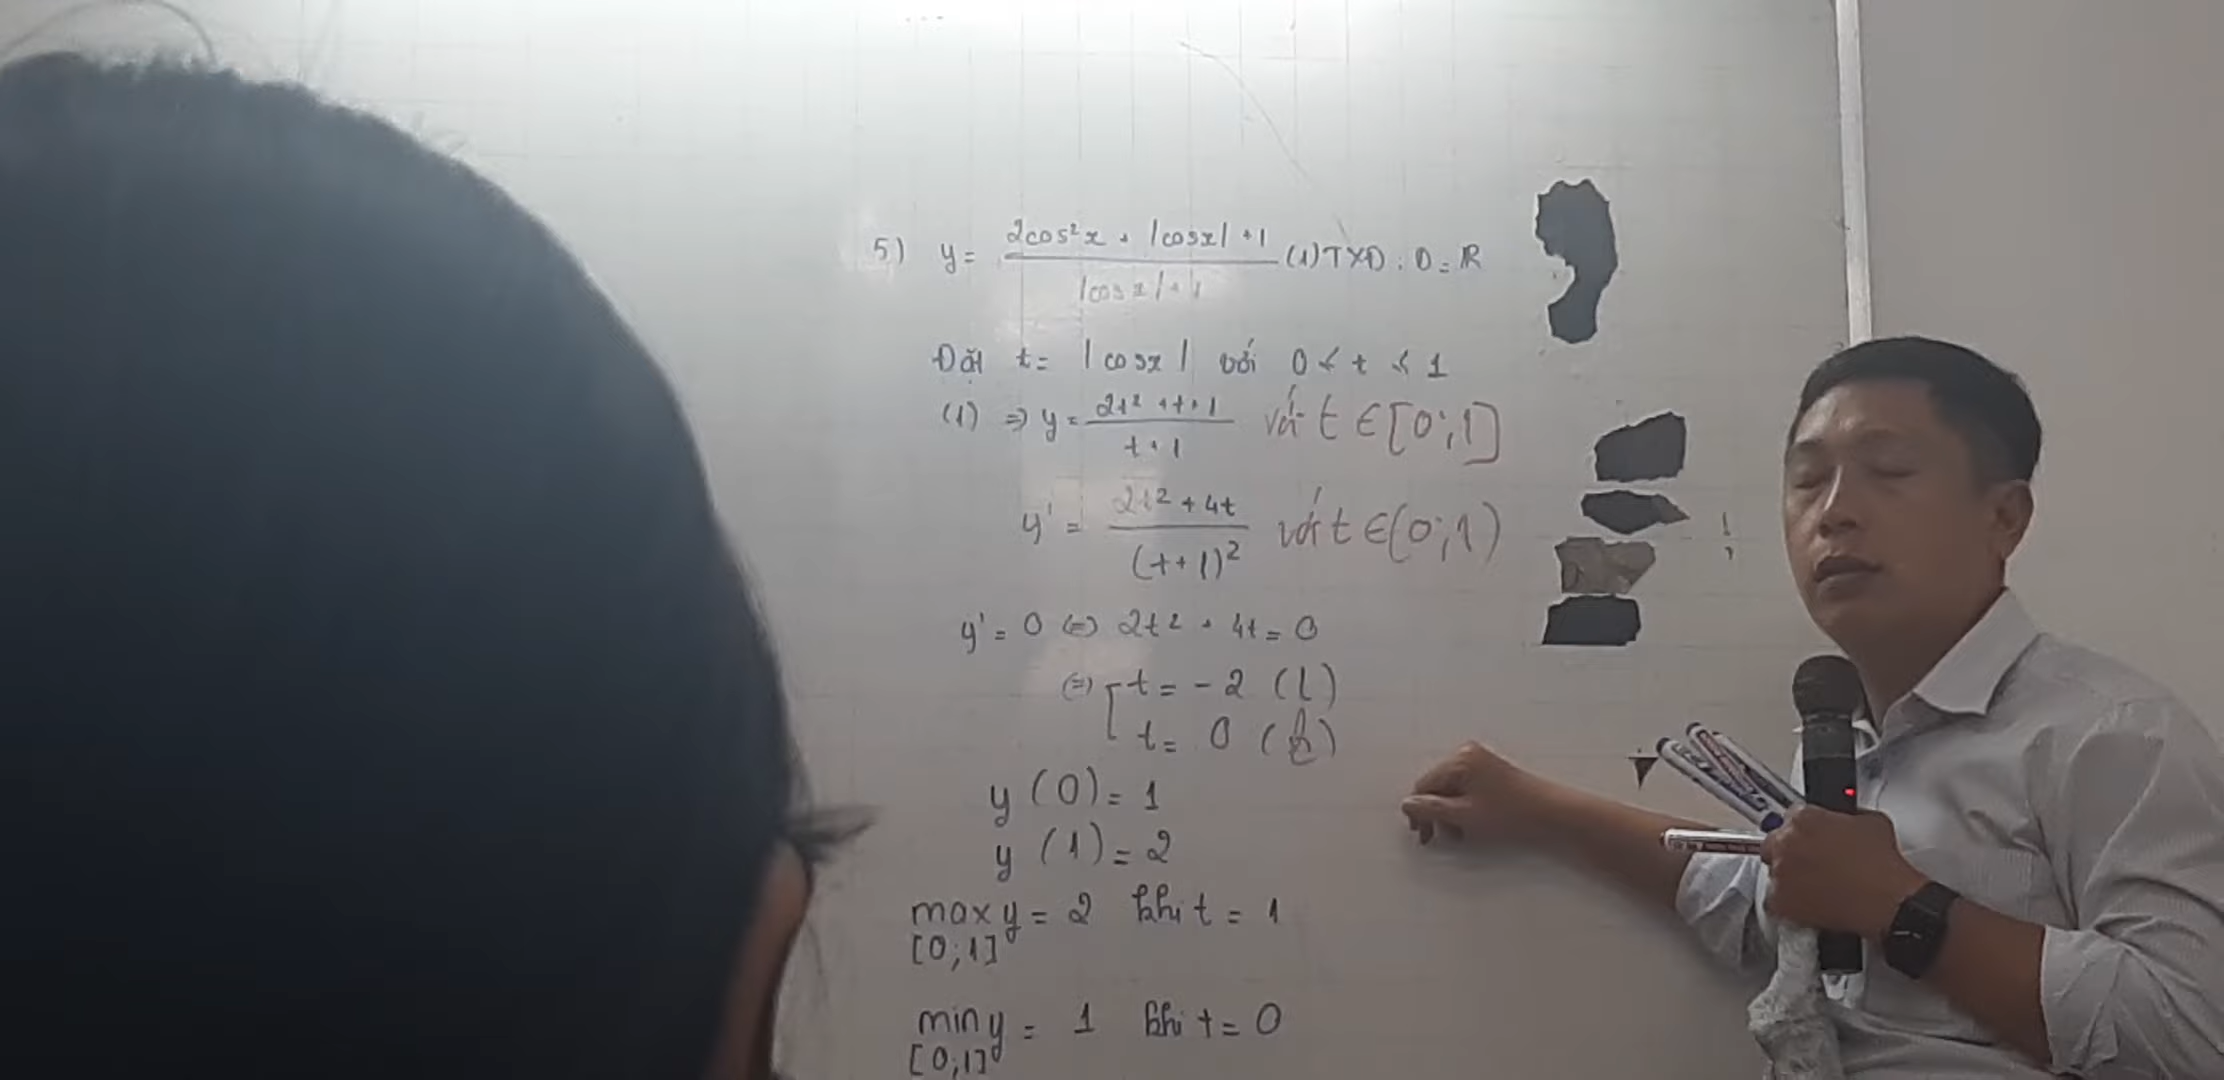 5) y = (2cos²x + |cosx| + 1) / (|cosx| + 1) (1) TXĐ: D = ℝ
Đặt t = |cosx| với 0 ≤ t ≤ 1
(1) ⇒ y = (2t² + t + 1) / (t + 1) với t ∈ [0;1]
y' = (2t² + 4t) / (t+1)² với t ∈ (0;1)
y' = 0 ⇔ 2t² + 4t = 0
⇔ [ t = -2 (l)
t = 0
y (0) = 1
y (1) = 2
max y = 2 khi t = 1
[0;1]
min y = 1 khi t = 0
[0;1]